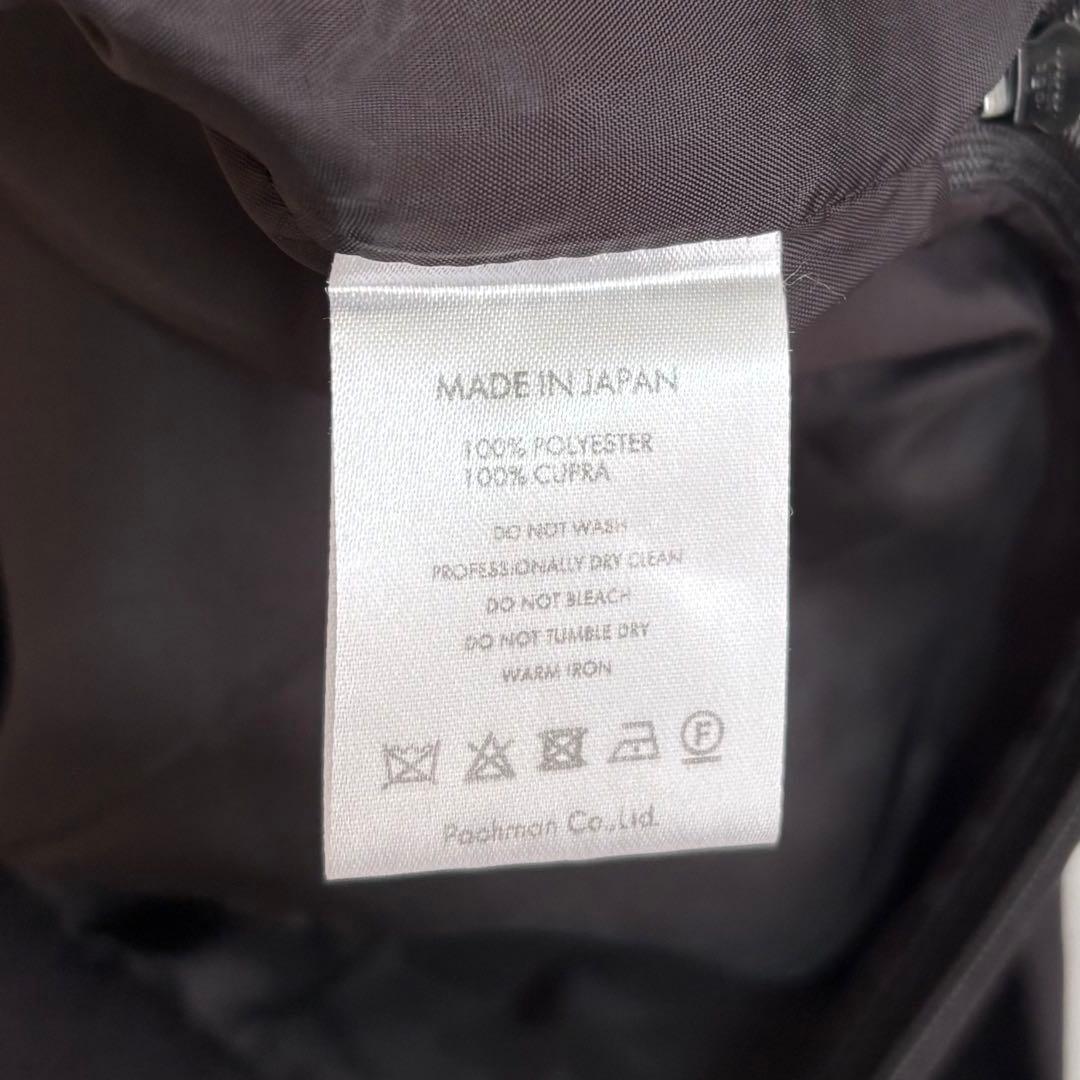 MADE IN JAPAN
100% POLYESTER
100% CUPRA
DO NOT WASH
PROFESSIONALLY DRY CLEAN
DO NOT BLEACH
DO NOT TUMBLE DRY
WARM IRON
F
Pachman Co.,Ltd.